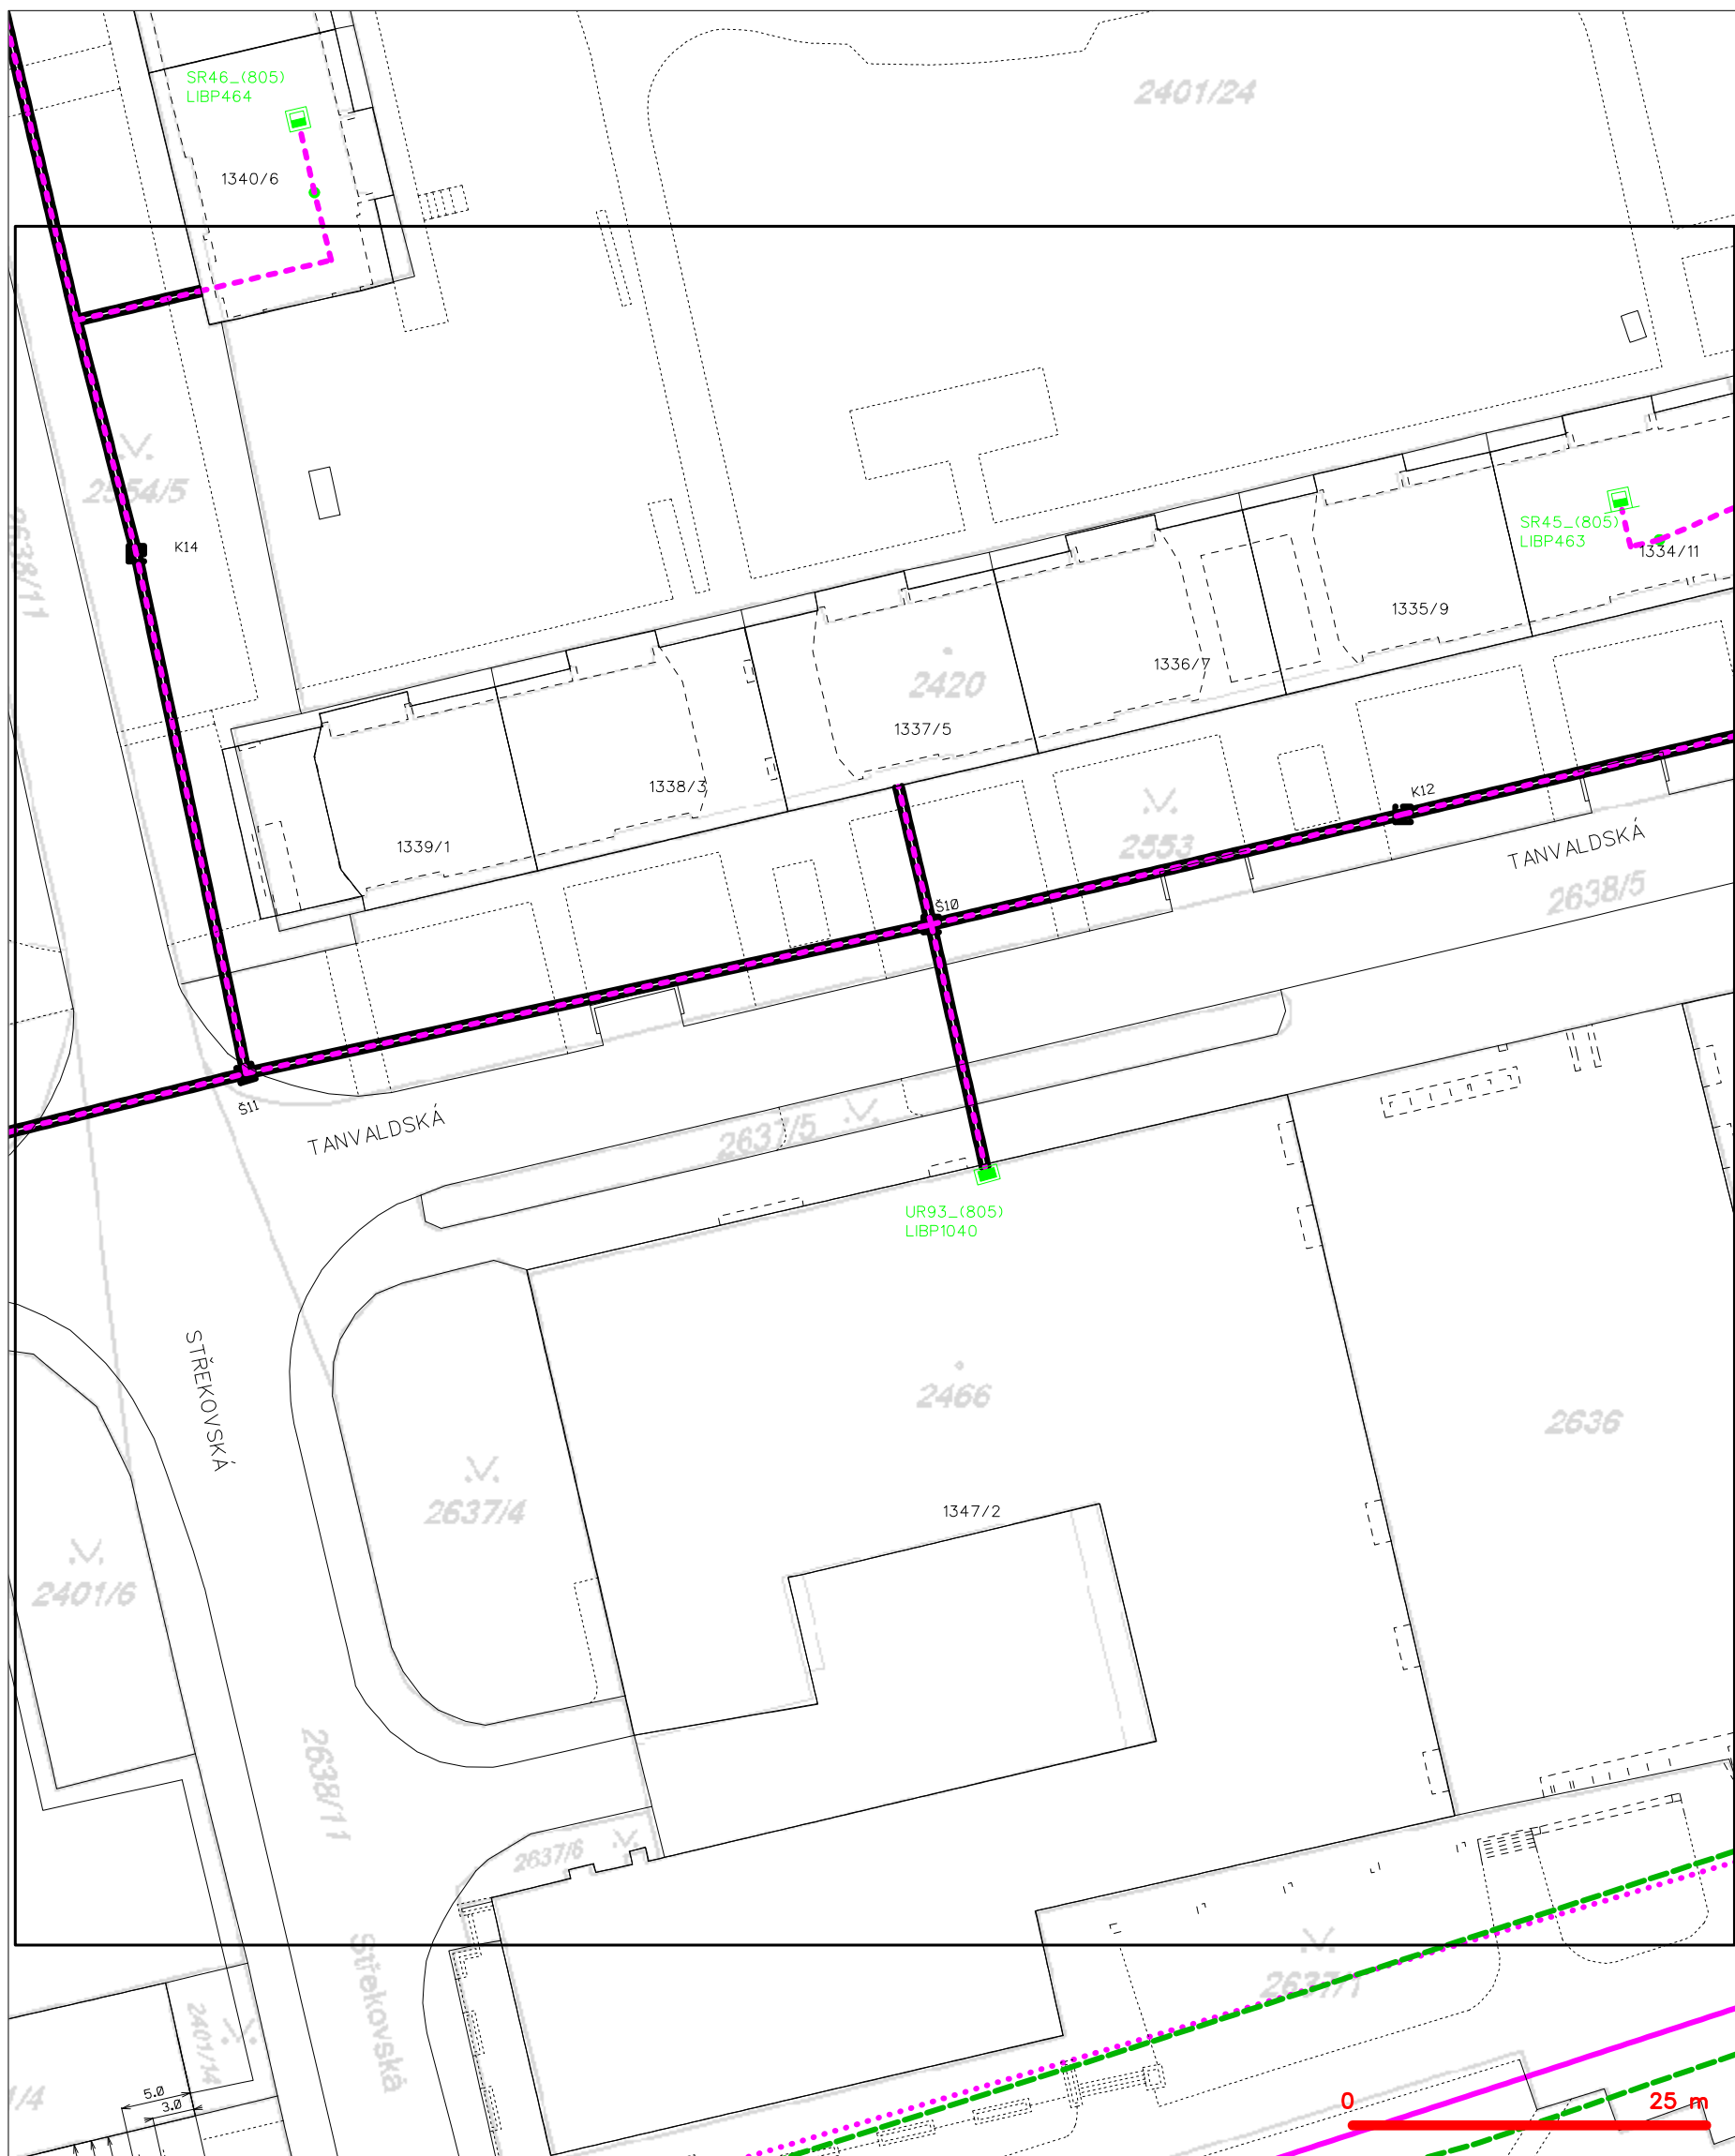 SR46_(805)
LIBP464
2401/24
1340/6
K14
2554/5
2638/11
SR45_(805)
LIBP463
1334/11
1335/9
1336/7
2420
1337/5
1338/3
1339/1
K12
2553
TANVALDSKÁ
2638/5
Š10
Š11
TANVALDSKÁ
2637/5
UR93_(805)
LIBP1040
STŘEKOVSKÁ
2466
2636
2637/4
1347/2
2401/6
2638/11
2637/6
Střekovská
2637/1
2401/14
1/4
5.0
3.0
0 25 m